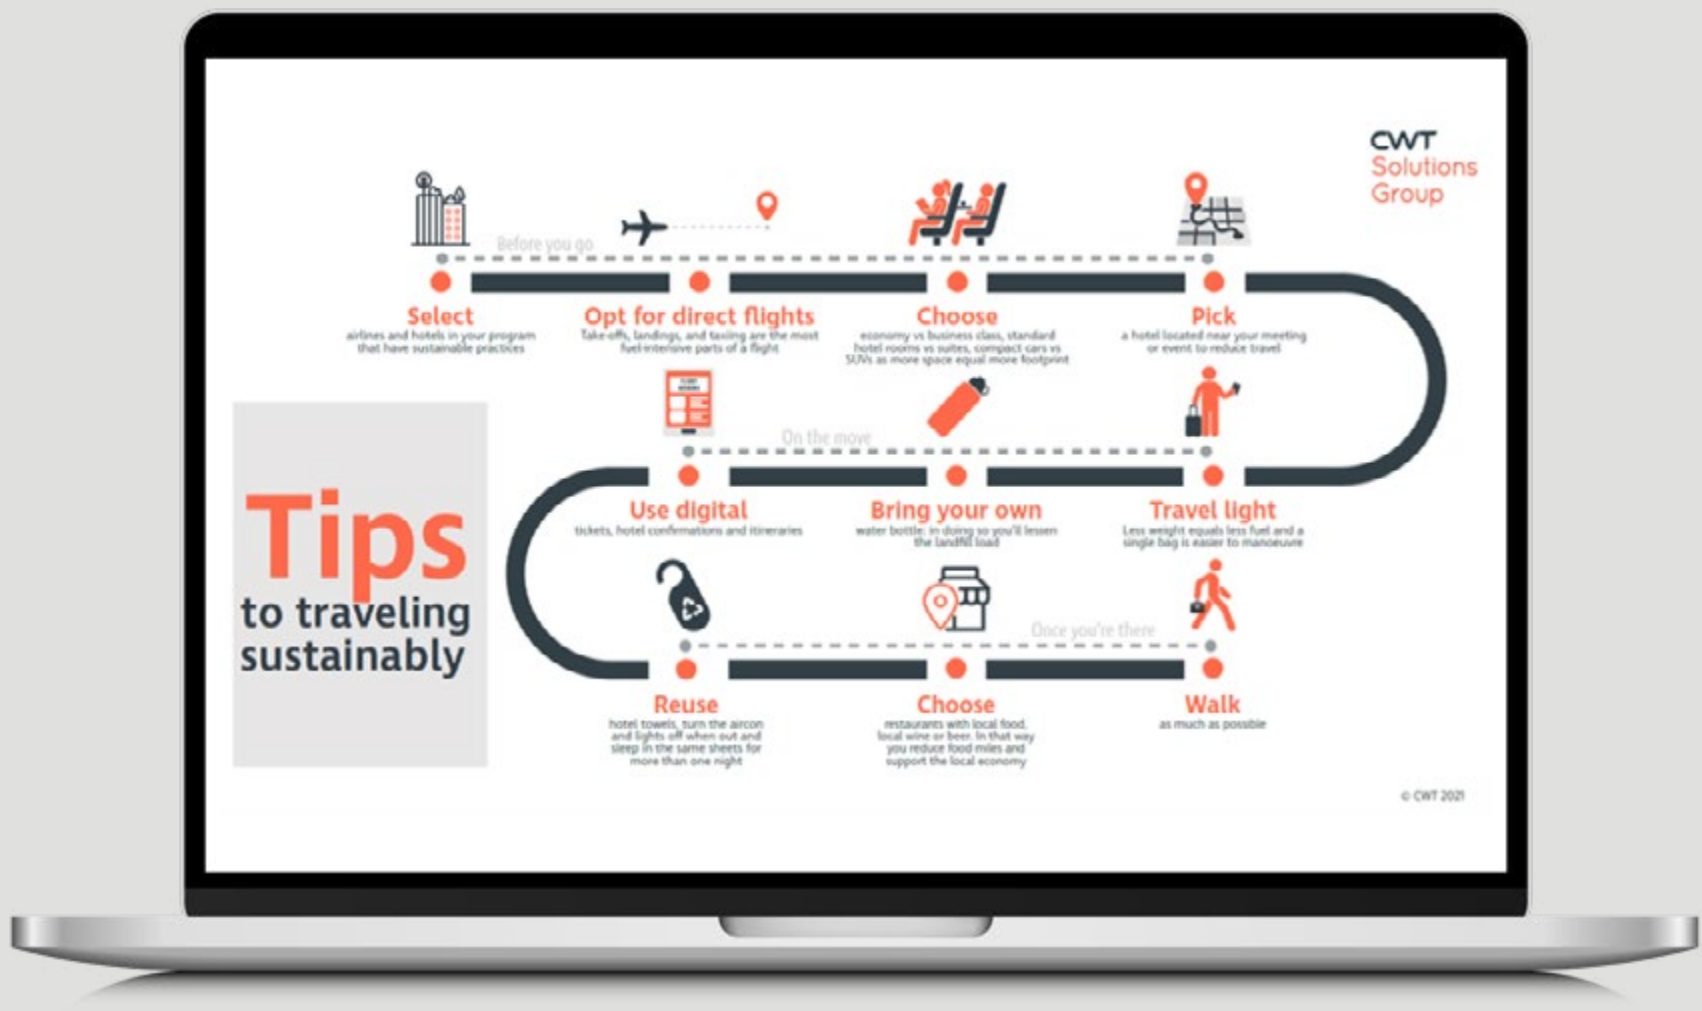 CWT
Solutions
Group
Before you go
Select
airlines and hotels in your program
that have sustainable practices
Opt for direct flights
Take-offs, landings, and taxiing are the most
fuel-intensive parts of a flight
Choose
economy vs business class, standard
hotel rooms vs suites, compact cars vs
SUVs as more space equal more footprint
Pick
a hotel located near your meeting
or event to reduce travel
On the move
Use digital
tickets, hotel confirmations and itineraries
Bring your own
water bottle: in doing so you'll lessen
the landfill load
Travel light
Less weight equals less fuel and a
single bag is easier to manoeuvre
Tips
to traveling
sustainably
Once you're there
Reuse
hotel towels, turn the aircon
and lights off when out and
sleep in the same sheets for
more than one night
Choose
restaurants with local food,
local wine or beer. In that way
you reduce food miles and
support the local economy
Walk
as much as possible
© CWT 2021